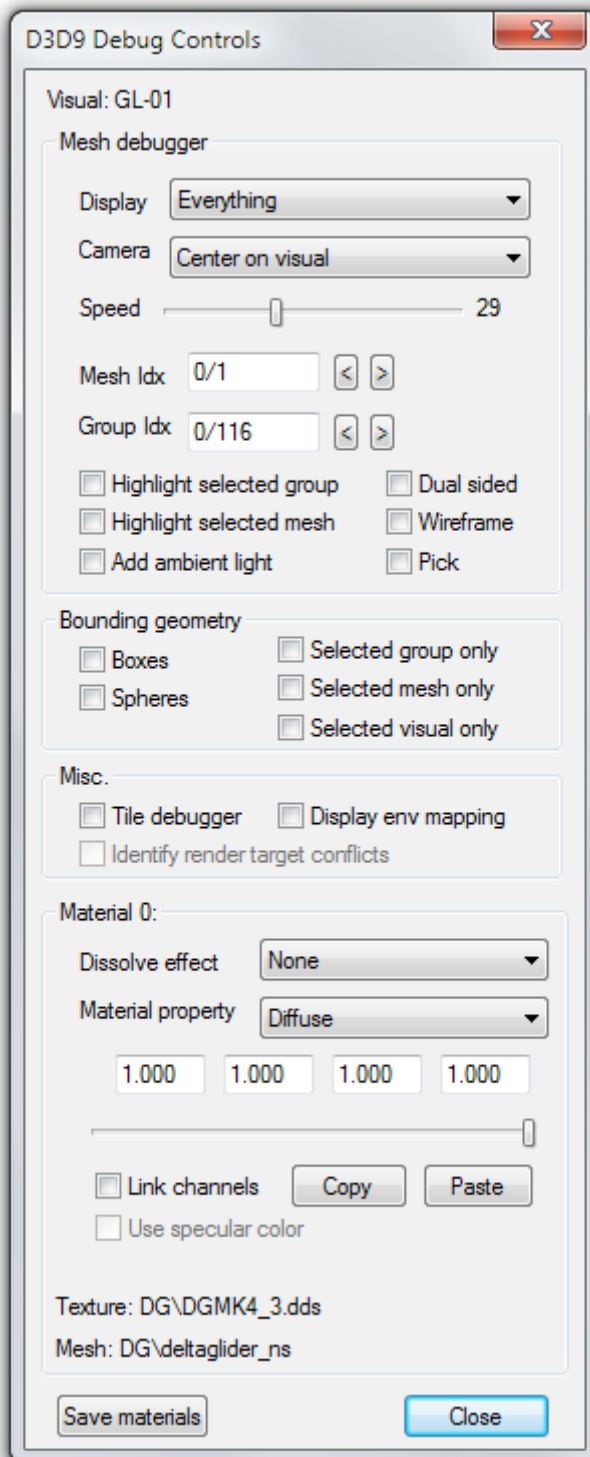 D3D9 Debug Controls
Visual: GL-01
Mesh debugger
Display Everything
Camera Center on visual
Speed 29
Mesh Idx 0/1 < >
Group Idx 0/116 < >
Highlight selected group Dual sided
Highlight selected mesh Wireframe
Add ambient light Pick
Bounding geometry
Boxes Selected group only
Spheres Selected mesh only
Selected visual only
Misc.
Tile debugger Display env mapping
Identify render target conflicts
Material 0:
Dissolve effect None
Material property Diffuse
1.000 1.000 1.000 1.000
Link channels Copy Paste
Use specular color
Texture: DG\DGMK4_3.dds
Mesh: DG\deltaglider_ns
Save materials Close